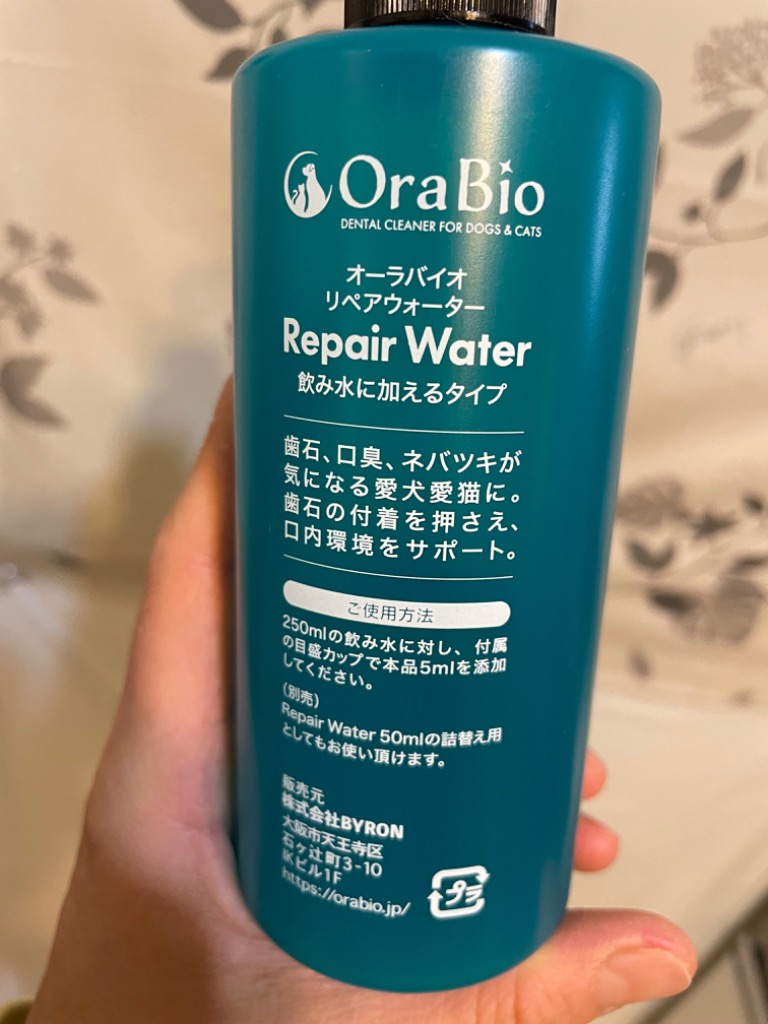 OraBio
DENTAL CLEANER FOR DOGS & CATS
オーラバイオ
リペアウォーター
Repair Water
飲み水に加えるタイプ
歯石、口臭、ネバツキが
気になる愛犬愛猫に。
歯石の付着を押さえ、
口内環境をサポート。
ご使用方法
250mlの飲み水に対し、付属
の目盛カップで本品5mlを添加
してください。
(別売)
Repair Water 50mlの詰替え用
としてもお使い頂けます。
販売元
株式会社BYRON
大阪市天王寺区
石ヶ辻町3-10
IKビル1F
https://orabio.jp/
プラ